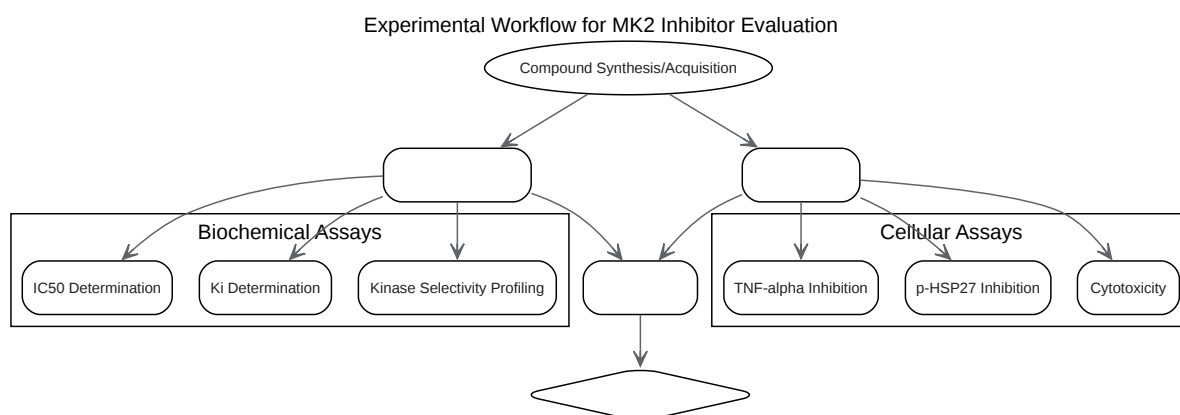 Experimental Workflow for MK2 Inhibitor Evaluation
Compound Synthesis/Acquisition
Biochemical Assays
Cellular Assays
IC50 Determination
Ki Determination
Kinase Selectivity Profiling
TNF-alpha Inhibition
p-HSP27 Inhibition
Cytotoxicity